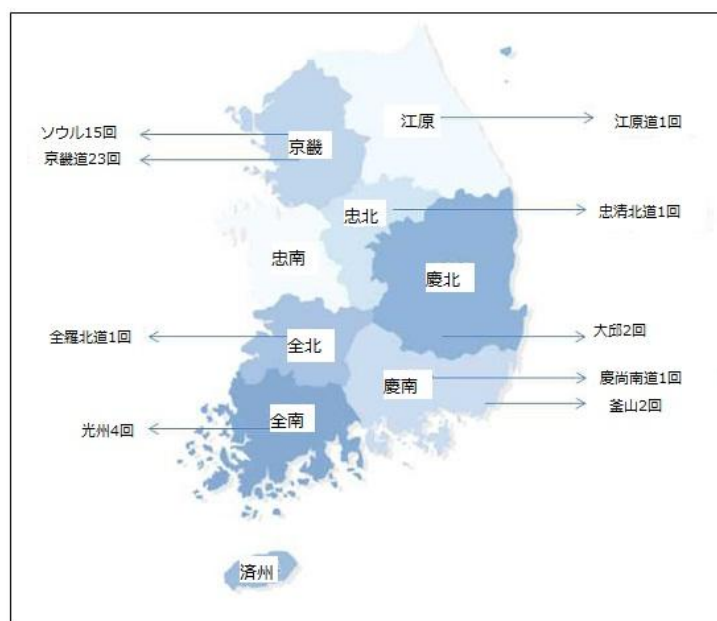 江原
江原道1回
ソウル15回
京畿
京畿道23回
忠北
忠清北道1回
忠南
慶北
全羅北道1回
全北
大邱2回
慶南
慶尚南道1回
釜山2回
全南
光州4回
済州